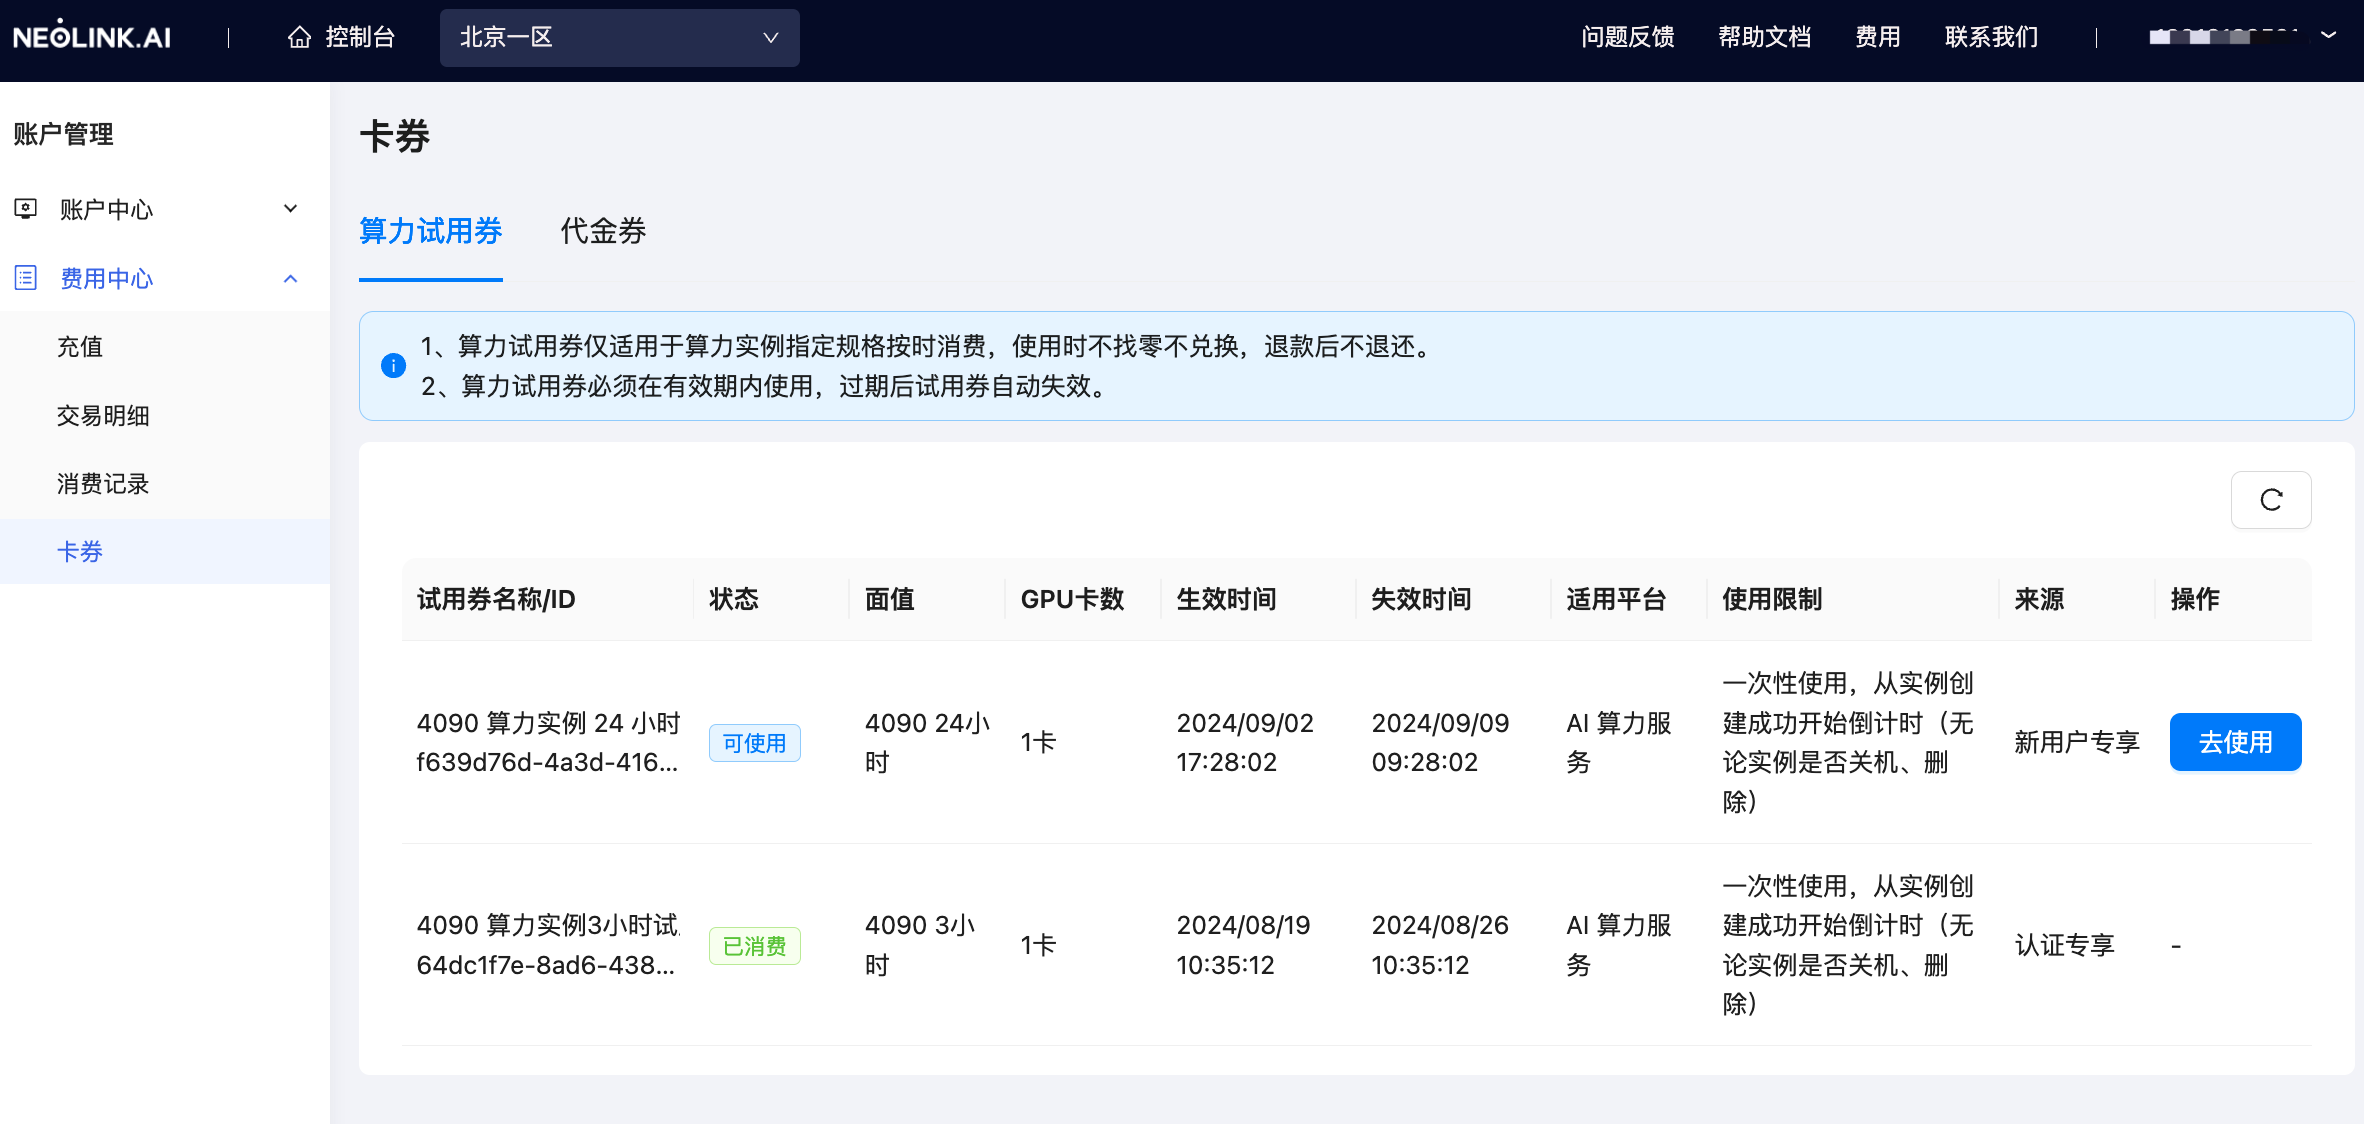 NEOLINK.AI
控制台
北京一区
问题反馈
帮助文档
费用
联系我们
账户管理
账户中心
费用中心
充值
交易明细
消费记录
卡券
卡券
算力试用券
代金券
1、算力试用券仅适用于算力实例指定规格按时消费，使用时不找零不兑换，退款后不退还。
2、算力试用券必须在有效期内使用，过期后试用券自动失效。
试用券名称/ID
状态
面值
GPU卡数
生效时间
失效时间
适用平台
使用限制
来源
操作
4090 算力实例 24 小时
f639d76d-4a3d-416...
可使用
4090 24小
时
1卡
2024/09/02
17:28:02
2024/09/09
09:28:02
AI 算力服
务
一次性使用，从实例创
建成功开始倒计时（无
论实例是否关机、删
除）
新用户专享
去使用
4090 算力实例3小时试
64dc1f7e-8ad6-438...
已消费
4090 3小
时
1卡
2024/08/19
10:35:12
2024/08/26
10:35:12
AI 算力服
务
一次性使用，从实例创
建成功开始倒计时（无
论实例是否关机、删
除）
认证专享
-